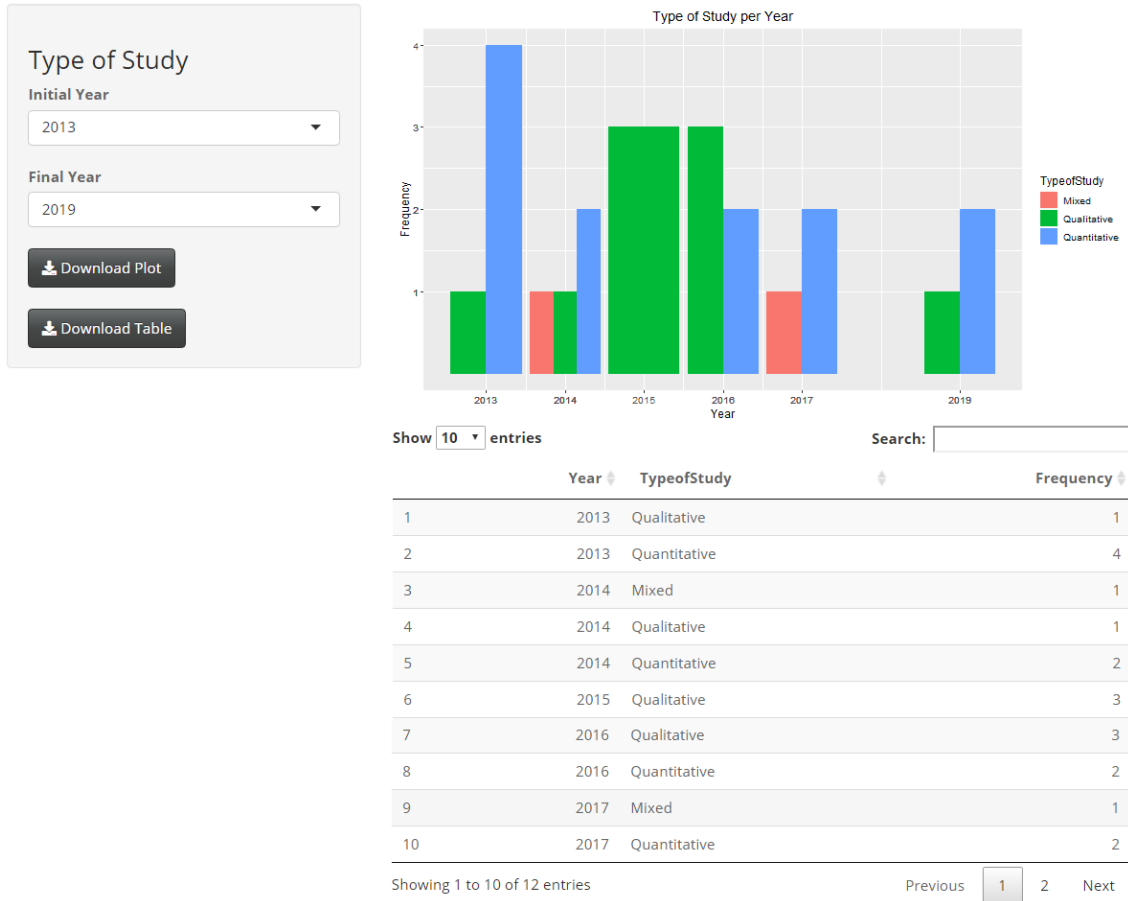 Type of Study
Initial Year
2013
Final Year
2019
Download Plot
Download Table
Type of Study per Year
4
3
2
1
Frequency
2013 2014 2015 2016 2017 2019
Year
TypeofStudy
Mixed
Qualitative
Quantitative
Show 10 entries Search:
Year TypeofStudy Frequency
1 2013 Qualitative 1
2 2013 Quantitative 4
3 2014 Mixed 1
4 2014 Qualitative 1
5 2014 Quantitative 2
6 2015 Qualitative 3
7 2016 Qualitative 3
8 2016 Quantitative 2
9 2017 Mixed 1
10 2017 Quantitative 2
Showing 1 to 10 of 12 entries Previous 1 2 Next